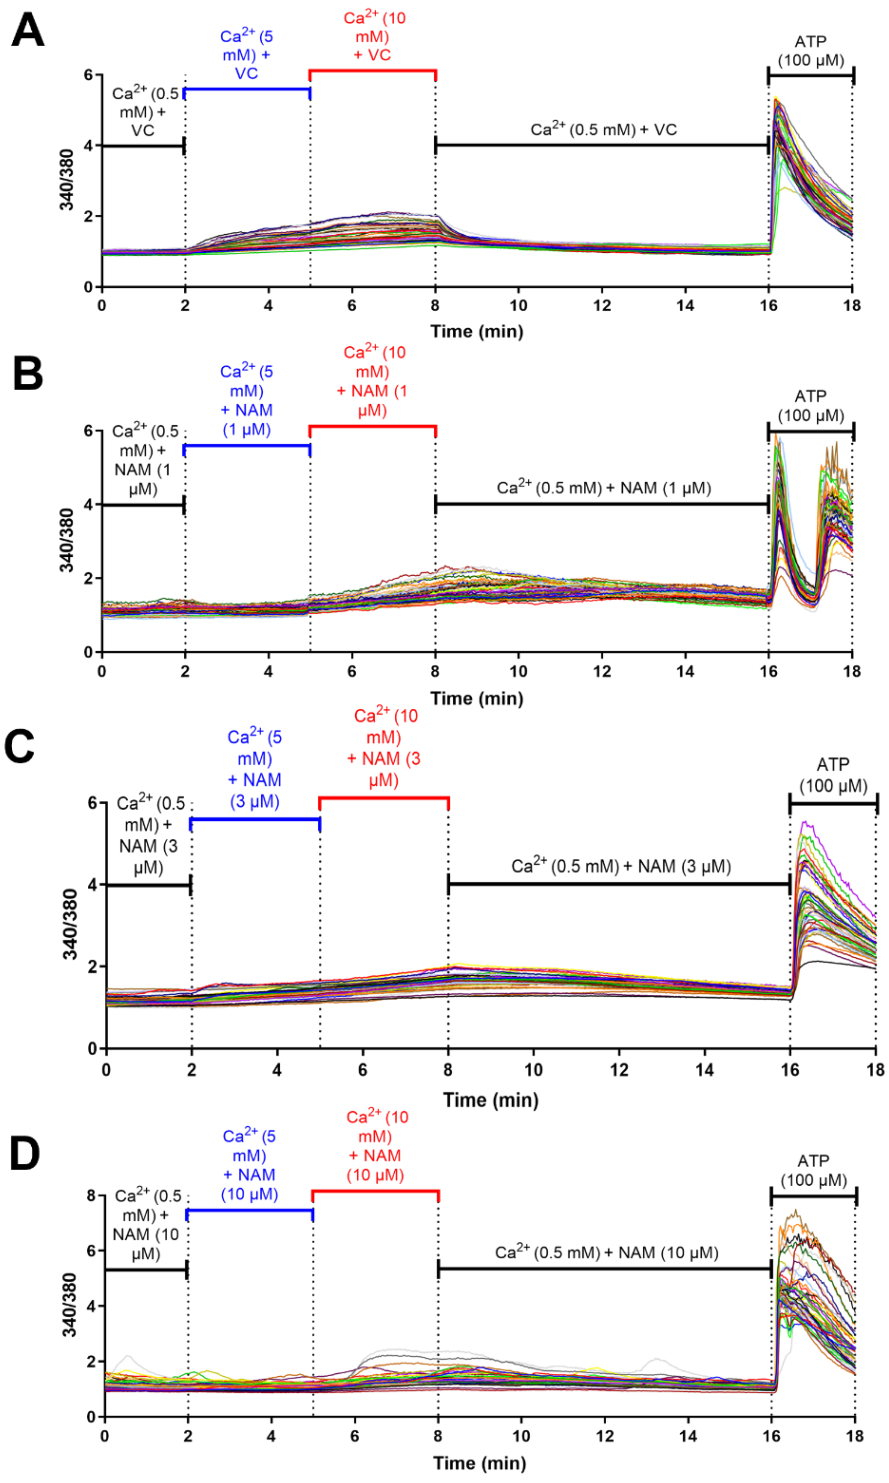 A
Ca²⁺ (5
mM) +
VC
Ca²⁺ (10
mM)
+ VC
ATP
(100 µM)
Ca²⁺ (0.5
mM) +
VC
Ca²⁺ (0.5 mM) + VC
340/380
6
4
2
0
0 2 4 6 8 10 12 14 16 18
Time (min)
B
Ca²⁺ (5
mM)
+ NAM
(1 µM)
Ca²⁺ (10
mM)
+ NAM (1
µM)
ATP
(100 µM)
Ca²⁺ (0.5
mM) +
NAM (1
µM)
Ca²⁺ (0.5 mM) + NAM (1 µM)
340/380
6
4
2
0
0 2 4 6 8 10 12 14 16 18
Time (min)
C
Ca²⁺ (5
mM)
+ NAM
(3 µM)
Ca²⁺ (10
mM)
+ NAM (3
µM)
ATP
(100 µM)
Ca²⁺ (0.5
mM) +
NAM (3
µM)
Ca²⁺ (0.5 mM) + NAM (3 µM)
340/380
6
4
2
0
0 2 4 6 8 10 12 14 16 18
Time (min)
D
Ca²⁺ (5
mM)
+ NAM
(10 µM)
Ca²⁺ (10
mM)
+ NAM
(10 µM)
ATP
(100 µM)
Ca²⁺ (0.5
mM) +
NAM (10
µM)
Ca²⁺ (0.5 mM) + NAM (10 µM)
340/380
8
6
4
2
0
0 2 4 6 8 10 12 14 16 18
Time (min)